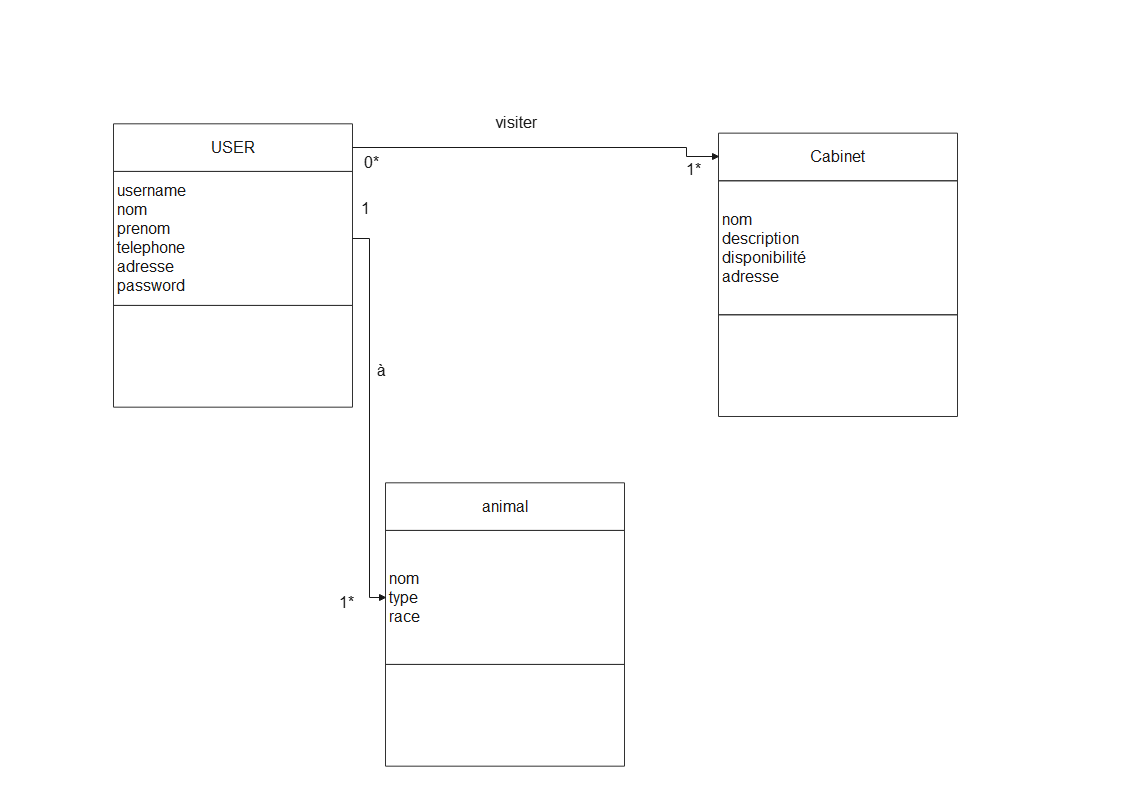 visiter
USER
Cabinet
0*
1*
username
nom
prenom
telephone
adresse
password
1
nom
description
disponibilité
adresse
à
animal
nom
type
race
1*